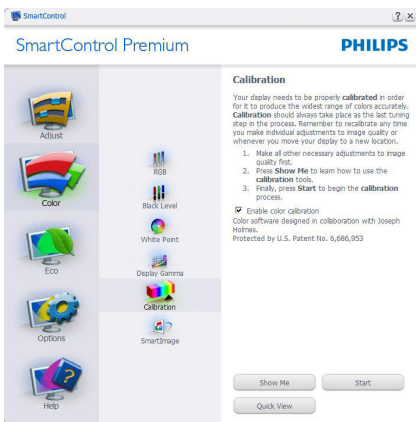 SmartControl
SmartControl Premium
PHILIPS
Adjust
Color
Eco
Options
Help
RGB
Black Level
White Point
Display Gamma
Calibration
SmartImage
Calibration
Your display needs to be properly calibrated in order
for it to produce the widest range of colors accurately.
Calibration should always take place as the last tuning
step in the process. Remember to recalibrate any time
you make individual adjustments to image quality or
whenever you move your display to a new location.
1. Make all other necessary adjustments to image
quality first.
2. Press Show Me to learn how to use the
calibration tools.
3. Finally, press Start to begin the calibration
process.
Enable color calibration
Color software designed in collaboration with Joseph
Holmes.
Protected by U.S. Patent No. 6,686,953
Show Me
Start
Quick View